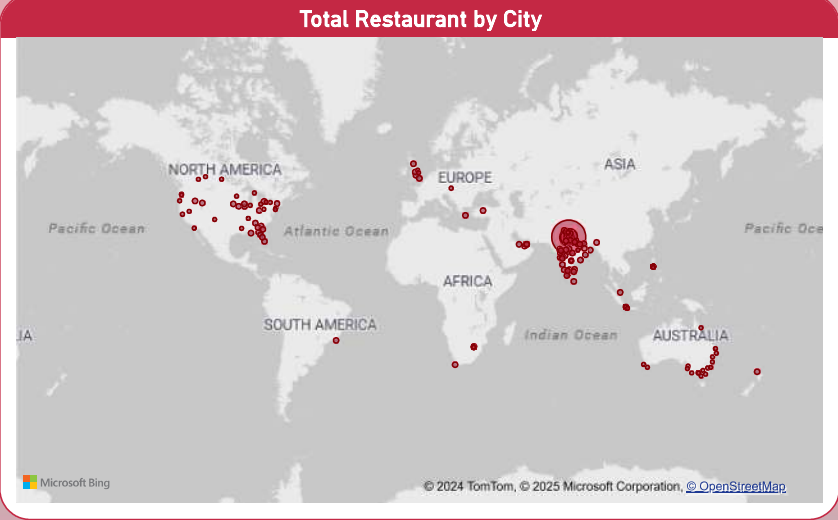 Total Restaurant by City
NORTH AMERICA
EUROPE
ASIA
Pacific Ocean
Atlantic Ocean
Pacific Oce
AFRICA
SOUTH AMERICA
Indian Ocean
AUSTRALIA
IA
Microsoft Bing
© 2024 TomTom, © 2025 Microsoft Corporation, © OpenStreetMap